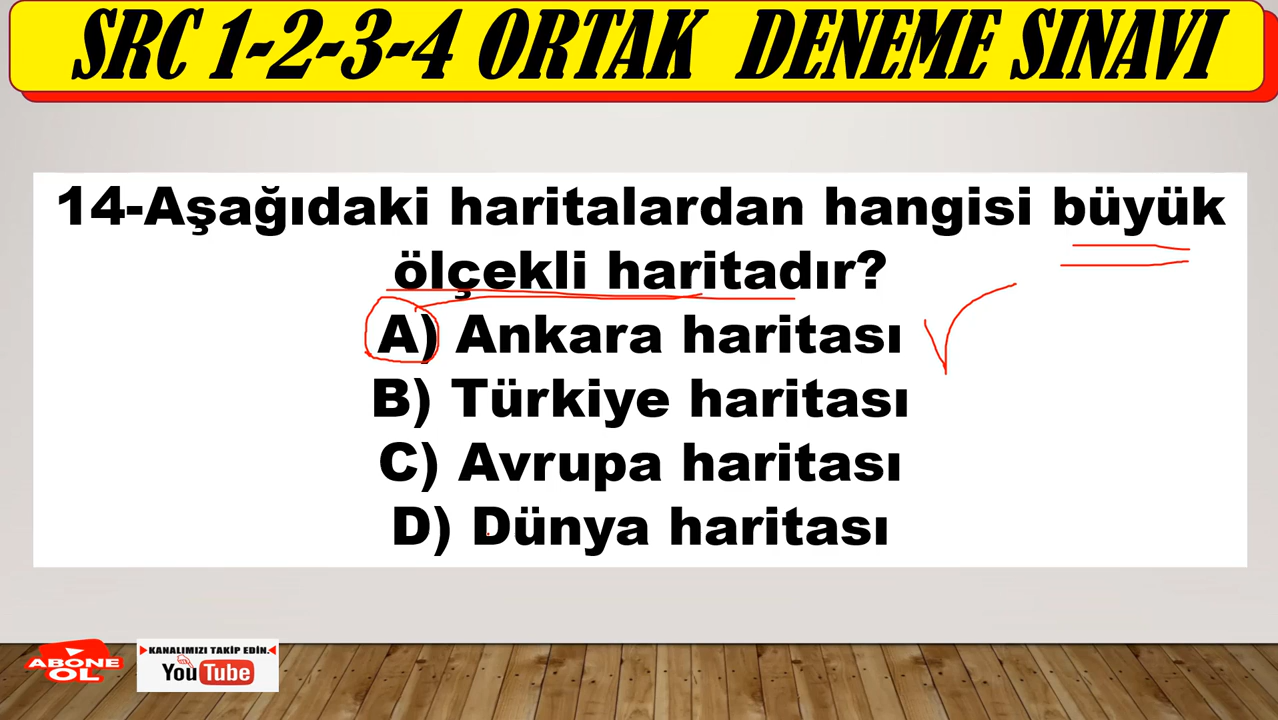 SRC 1-2-3-4 ORTAK DENEME SINAVI
14-Aşağıdaki haritalardan hangisi büyük
ölçekli haritadır?
A) Ankara haritası
B) Türkiye haritası
C) Avrupa haritası
D) Dünya haritası
ABONE
OL
KANALIMIZI TAKİP EDİN.
YouTube